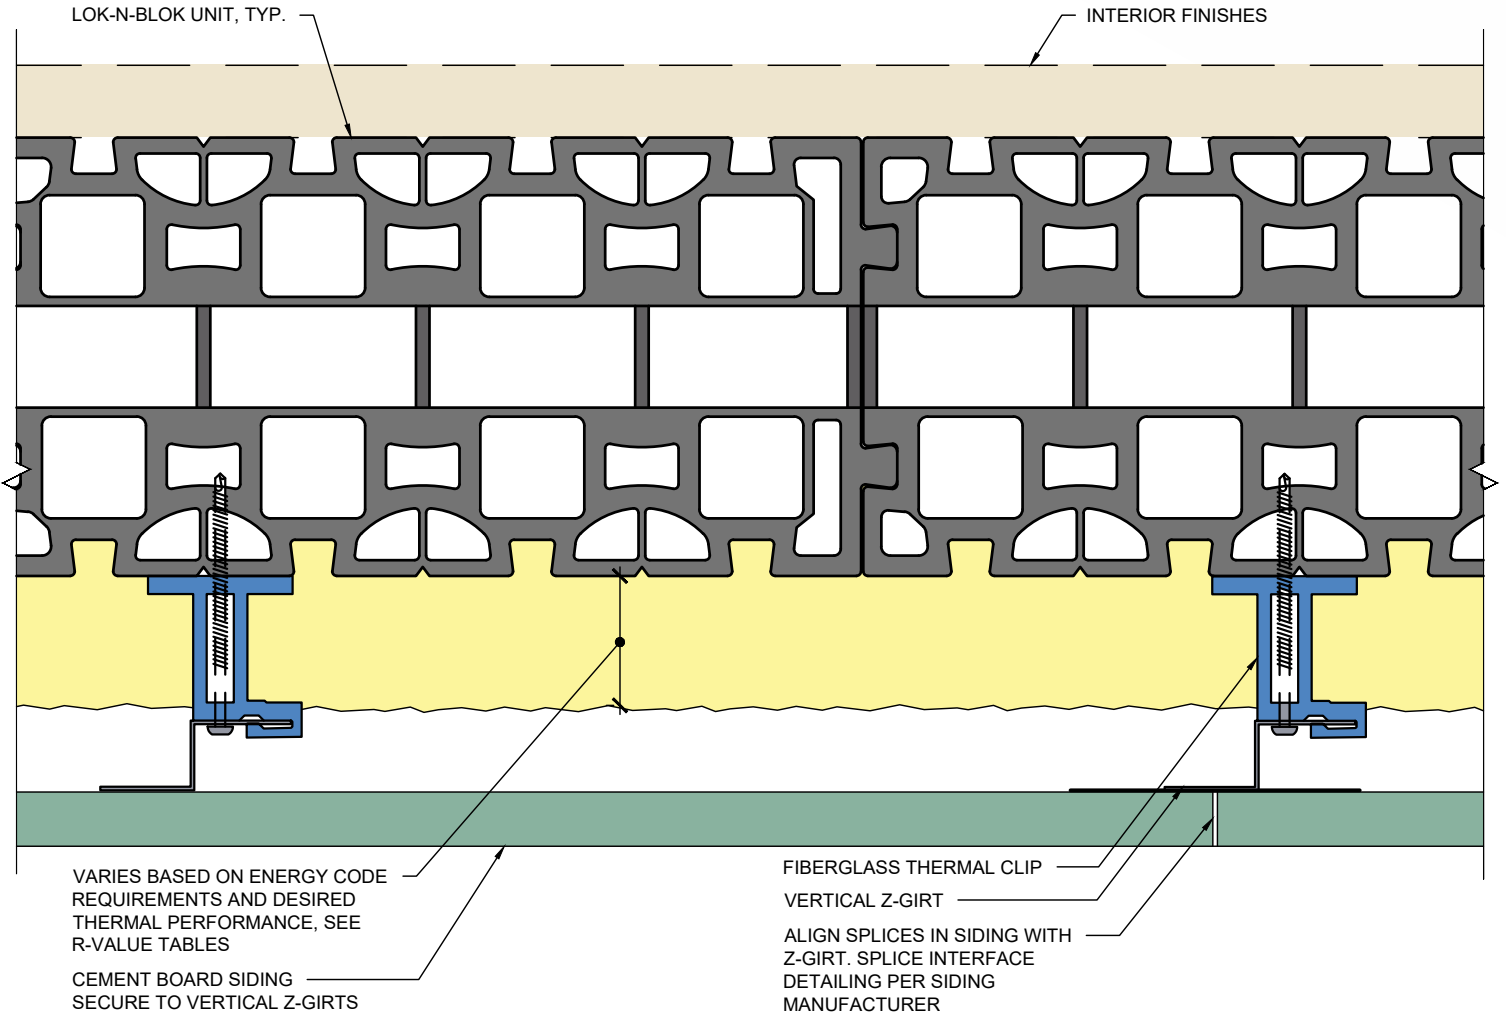 LOK-N-BLOK UNIT, TYP.
INTERIOR FINISHES
VARIES BASED ON ENERGY CODE
REQUIREMENTS AND DESIRED
THERMAL PERFORMANCE, SEE
R-VALUE TABLES
CEMENT BOARD SIDING
SECURE TO VERTICAL Z-GIRTS
FIBERGLASS THERMAL CLIP
VERTICAL Z-GIRT
ALIGN SPLICES IN SIDING WITH
Z-GIRT. SPLICE INTERFACE
DETAILING PER SIDING
MANUFACTURER